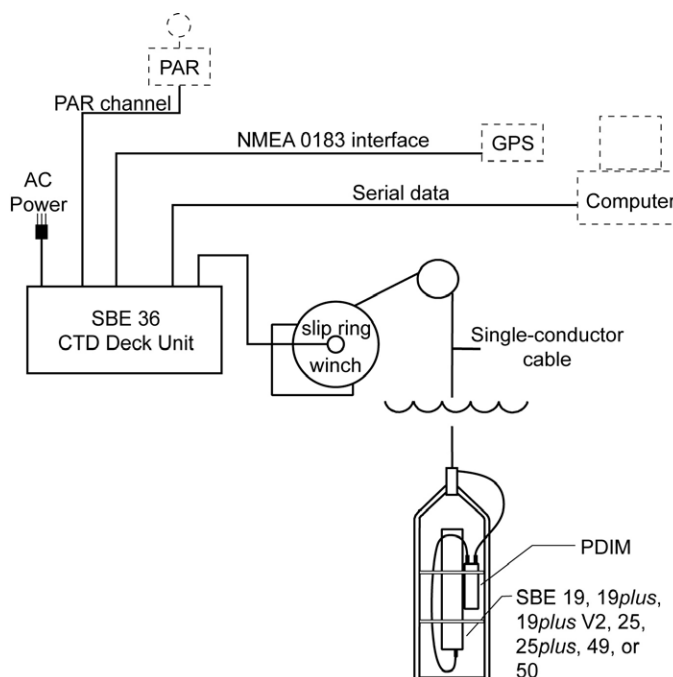 PAR
PAR channel
NMEA 0183 interface
GPS
AC
Power
Serial data
Computer
SBE 36
CTD Deck Unit
slip ring
winch
Single-conductor
cable
PDIM
SBE 19, 19plus,
19plus V2, 25,
25plus, 49, or
50